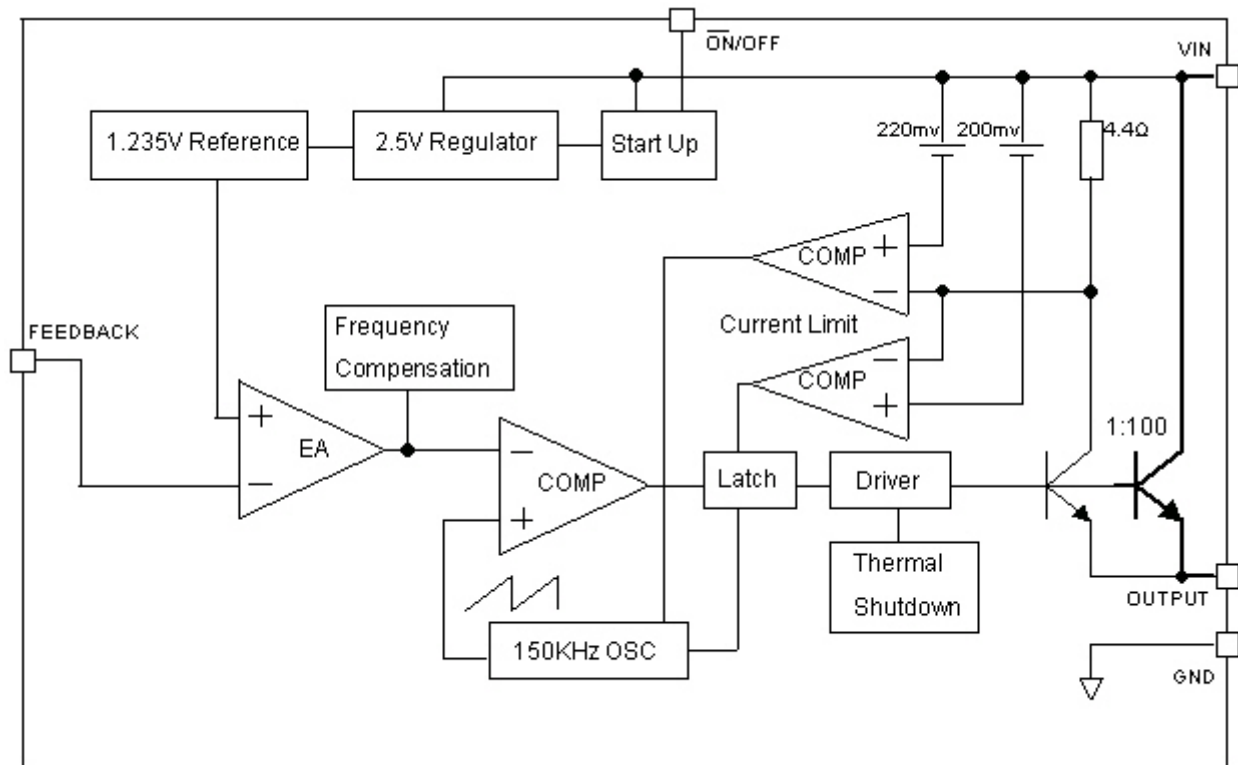 O̅N̅/OFF
VIN
1.235V Reference
2.5V Regulator
Start Up
220mv
200mv
4.4Ω
+
COMP
−
FEEDBACK
Frequency
Compensation
Current Limit
−
COMP
+
1:100
+
EA
−
−
COMP
+
Latch
Driver
Thermal
Shutdown
150KHz OSC
OUTPUT
GND